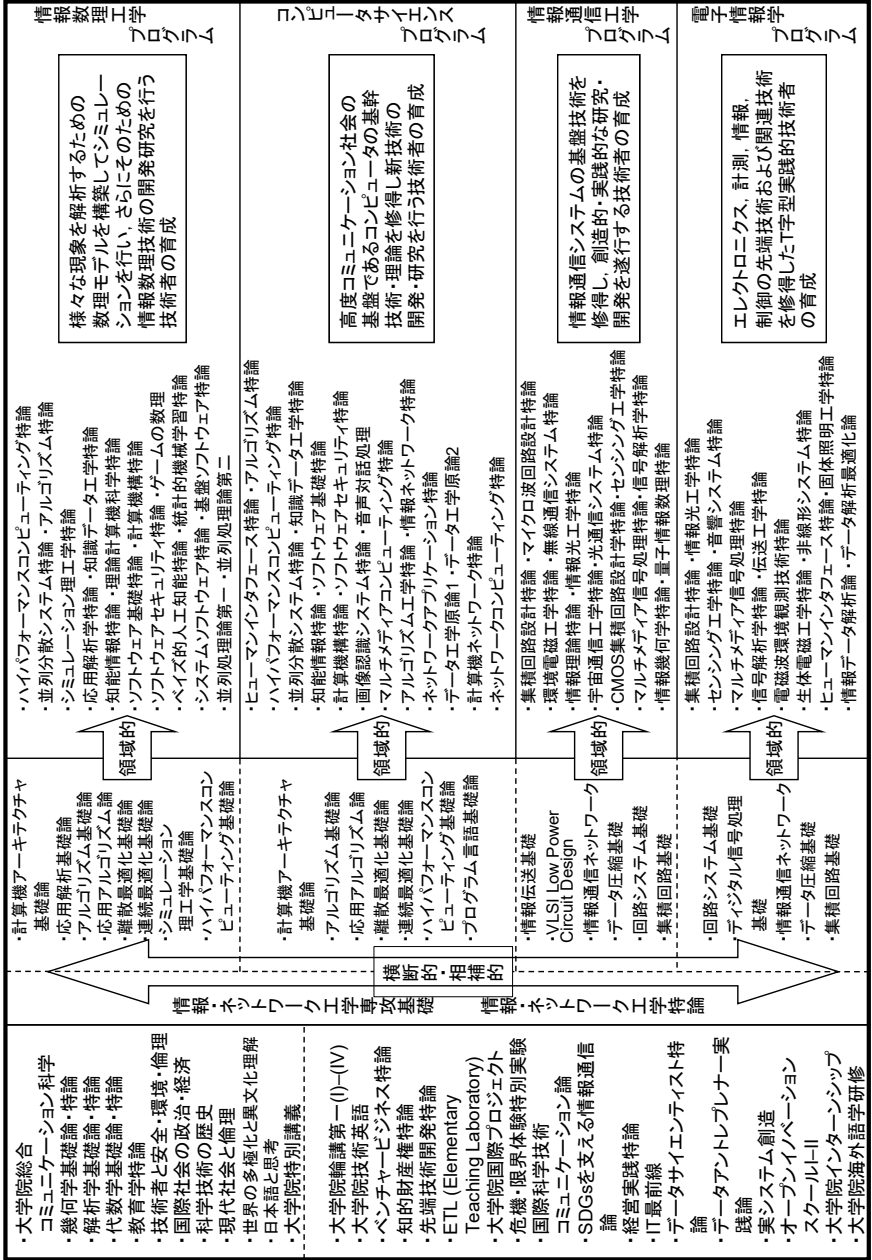 ・大学院総合
コミュニケーション科学
・幾何学基礎論・特論
・解析学基礎論・特論
・代数学基礎論・特論
・教育学特論
・技術者と安全・環境・倫理
・国際社会の政治・経済
・科学技術の歴史
・現代社会と倫理
・世界の多極化と異文化理解
・日本語と思考
・大学院特別講義
・大学院輪講第一(I)–(IV)
・大学院技術英語
・ベンチャービジネス特論
・知的財産権特論
・先端技術開発特論
・ETL (Elementary
Teaching Laboratory)
・大学院国際プロジェクト
・危機・限界体験特別実験
・国際科学技術
コミュニケーション論
・SDGsを支える情報通信
論
・経営実践特論
・IT最前線
・データサイエンティスト特
論
・データアントレプレナー実
践論
・実システム創造
・オープンイノベーション
スクールI–II
・大学院インターンシップ
・大学院海外語学研修
情報・ネットワーク工学専攻基礎
情報・ネットワーク工学特論
横断的・相補的
・計算機アーキテクチャ
基礎論
・応用解析基礎論
・アルゴリズム基礎論
・応用アルゴリズム論
・離散最適化基礎論
・連続最適化基礎論
・シミュレーション
理工学基礎論
・ハイパフォーマンスコン
ピューティング基礎論
領域的
・ハイパフォーマンスコンピューティング特論
・並列分散システム特論・アルゴリズム特論
・シミュレーション理工学特論
・応用解析学特論・知識データ工学特論
・知能情報特論・理論計算機科学特論
・ソフトウェア基礎特論・計算機構特論
・ソフトウェアセキュリティ特論・ゲームの数理
・ベイズ的人工知能特論・統計的機械学習特論
・システムソフトウェア特論・基盤ソフトウェア特論
・並列処理論第一・並列処理論第二
様々な現象を解析するための
数理モデルを構築してシミュレー
ションを行い，さらにそのための
情報数理技術の開発研究を行う
技術者の育成
情報数理工学
プログラム
・計算機アーキテクチャ
基礎論
・アルゴリズム基礎論
・応用アルゴリズム論
・離散最適化基礎論
・連続最適化基礎論
・ハイパフォーマンスコン
ピューティング基礎論
・プログラム言語基礎論
領域的
・ヒューマンインタフェース特論・アルゴリズム特論
・ハイパフォーマンスコンピューティング特論
・並列分散システム特論・知識データ工学特論
・知能情報特論・ソフトウェア基礎特論
・計算機構特論・ソフトウェアセキュリティ特論
・画像認識システム特論・音声対話処理
・マルチメディアコンピューティング特論
・アルゴリズム工学特論・情報ネットワーク特論
・ネットワークアプリケーション特論
・データ工学原論1・データ工学原論2
・計算機ネットワーク特論
・ネットワークコンピューティング特論
高度コミュニケーション社会の
基盤であるコンピュータの基幹
技術・理論を修得し新技術の
開発・研究を行う技術者の育成
コンピュータサイエンス
プログラム
・情報伝送基礎
・VLSI Low Power
Circuit Design
・情報通信ネットワーク
・データ圧縮基礎
・回路システム基礎
・集積回路基礎
領域的
・集積回路設計特論・マイクロ波回路設計特論
・環境電磁工学特論・無線通信システム特論
・情報理論特論・情報光工学特論
・宇宙通信工学特論・光通信システム特論
・CMOS集積回路設計学特論・センシング工学特論
・マルチメディア信号処理特論・信号解析学特論
・情報幾何学特論・量子情報数理特論
情報通信システムの基盤技術を
修得し，創造的・実践的な研究・
開発を遂行する技術者の育成
情報通信工学
プログラム
・回路システム基礎
・ディジタル信号処理
基礎
・情報通信ネットワーク
・データ圧縮基礎
・集積回路基礎
領域的
・集積回路設計特論・情報光工学特論
・センシング工学特論・音響システム特論
・マルチメディア信号処理特論
・信号解析学特論・伝送工学特論
・電磁波環境観測技術特論
・生体電磁工学特論・非線形システム特論
・ヒューマンインタフェース特論・固体照明工学特論
・情報データ解析論・データ解析最適化論
エレクトロニクス，計測，情報，
制御の先端技術および関連技術
を修得したT字型実践的技術者
の育成
電子情報学
プログラム